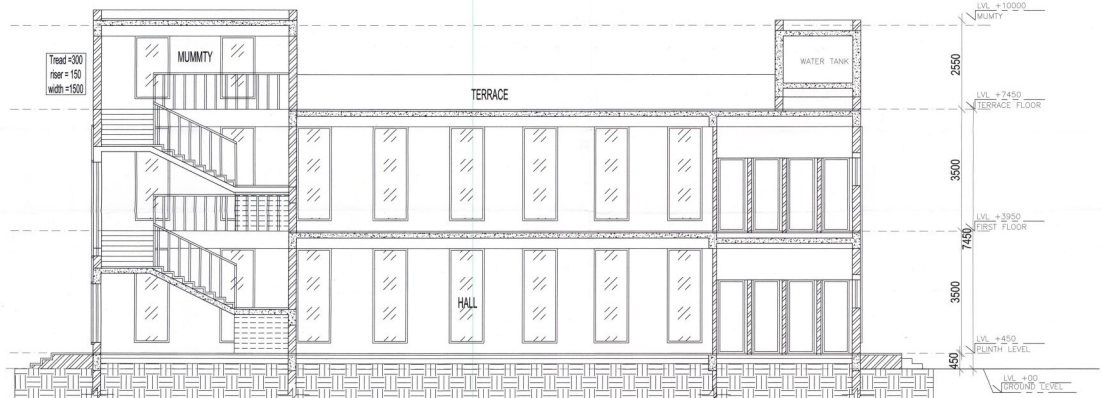 LVL +10000
MUMTY
Tread =300
riser = 150
width =1500
MUMMTY
WATER TANK
2550
TERRACE
LVL +7450
TERRACE FLOOR
3500
LVL +3950
FIRST FLOOR
7450
3500
HALL
LVL +450
PLINTH LEVEL
450
LVL +00
GROUND LEVEL